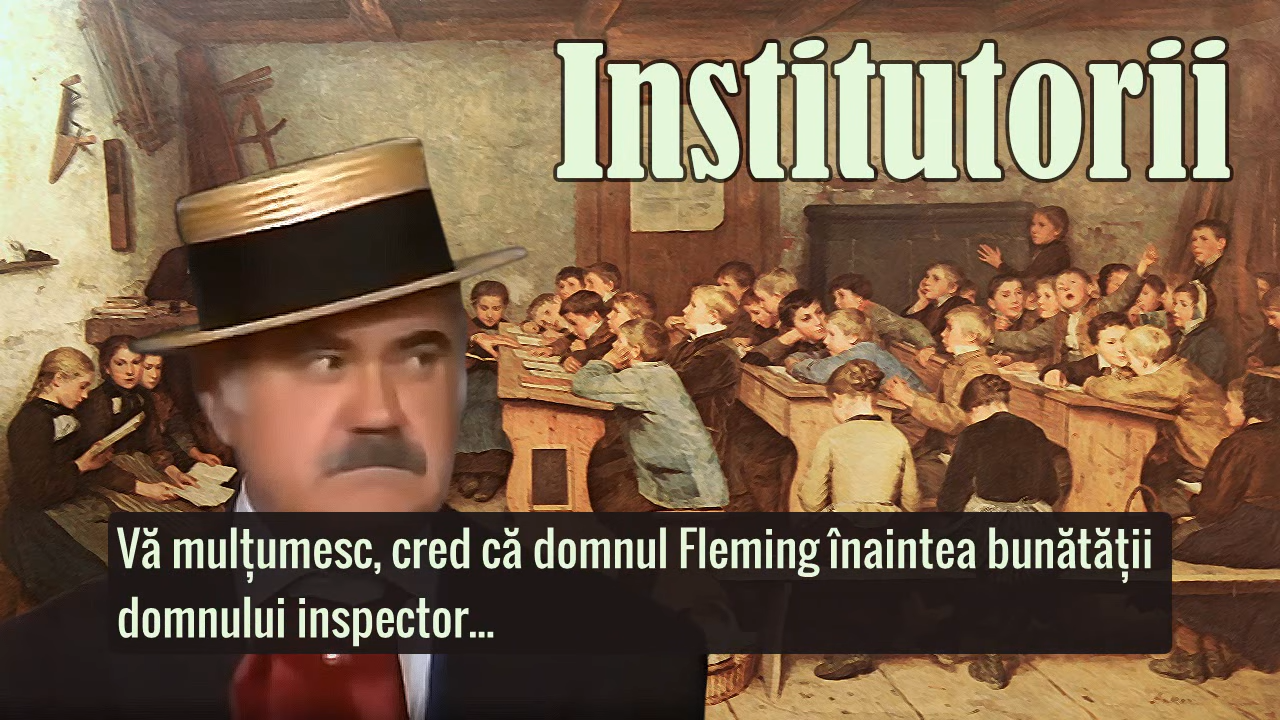 Institutorii
Vă mulțumesc, cred că domnul Fleming înaintea bunătății
domnului inspector...